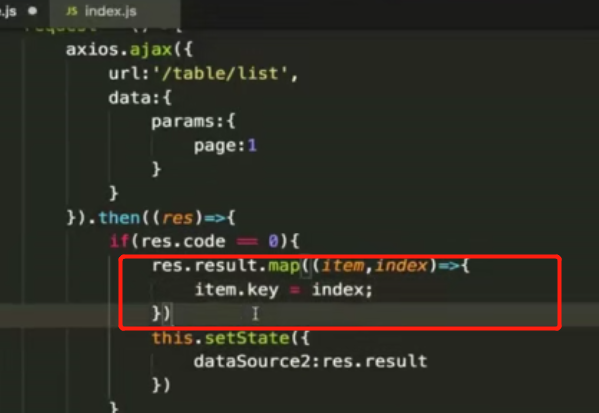 .js ● JS index.js
axios.ajax({
url:'/table/list',
data:{
params:{
page:1
}
}
}).then((res)=>{
if(res.code == 0){
res.result.map((item,index)=>{
item.key = index;
})
this.setState({
dataSource2:res.result
})
}